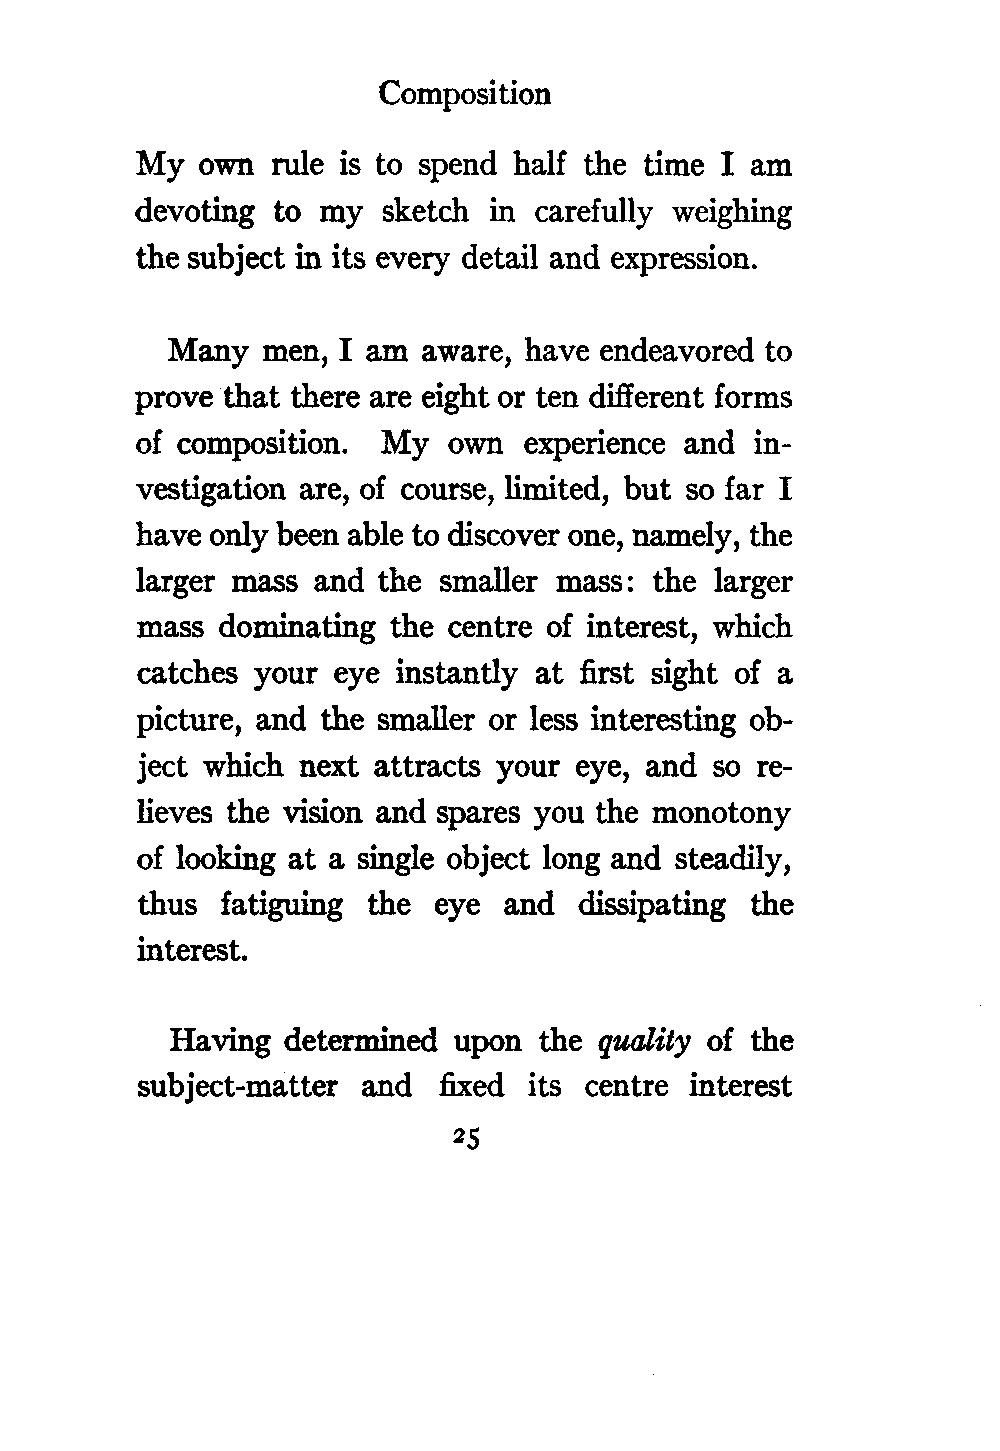 Composition
My own rule is to spend half the time I am
devoting to my sketch in carefully weighing
the subject in its every detail and expression.
Many men, I am aware, have endeavored to
prove that there are eight or ten different forms
of composition. My own experience and in-
vestigation are, of course, limited, but so far I
have only been able to discover one, namely, the
larger mass and the smaller mass: the larger
mass dominating the centre of interest, which
catches your eye instantly at first sight of a
picture, and the smaller or less interesting ob-
ject which next attracts your eye, and so re-
lieves the vision and spares you the monotony
of looking at a single object long and steadily,
thus fatiguing the eye and dissipating the
interest.
Having determined upon the quality of the
subject-matter and fixed its centre interest
25